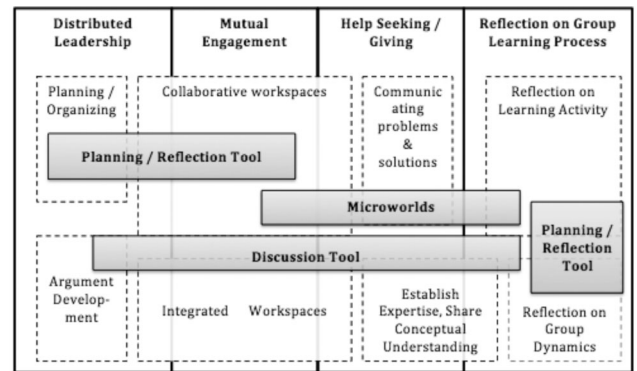 Distributed
Leadership
Mutual
Engagement
Help Seeking /
Giving
Reflection on Group
Learning Process
Planning /
Organizing
Collaborative workspaces
Communic
ating
problems
&
solutions
Reflection on
Learning Activity
Planning / Reflection Tool
Microworlds
Planning /
Reflection
Tool
Discussion Tool
Argument
Develop-
ment
Integrated Workspaces
Establish
Expertise, Share
Conceptual
Understanding
Reflection on
Group
Dynamics